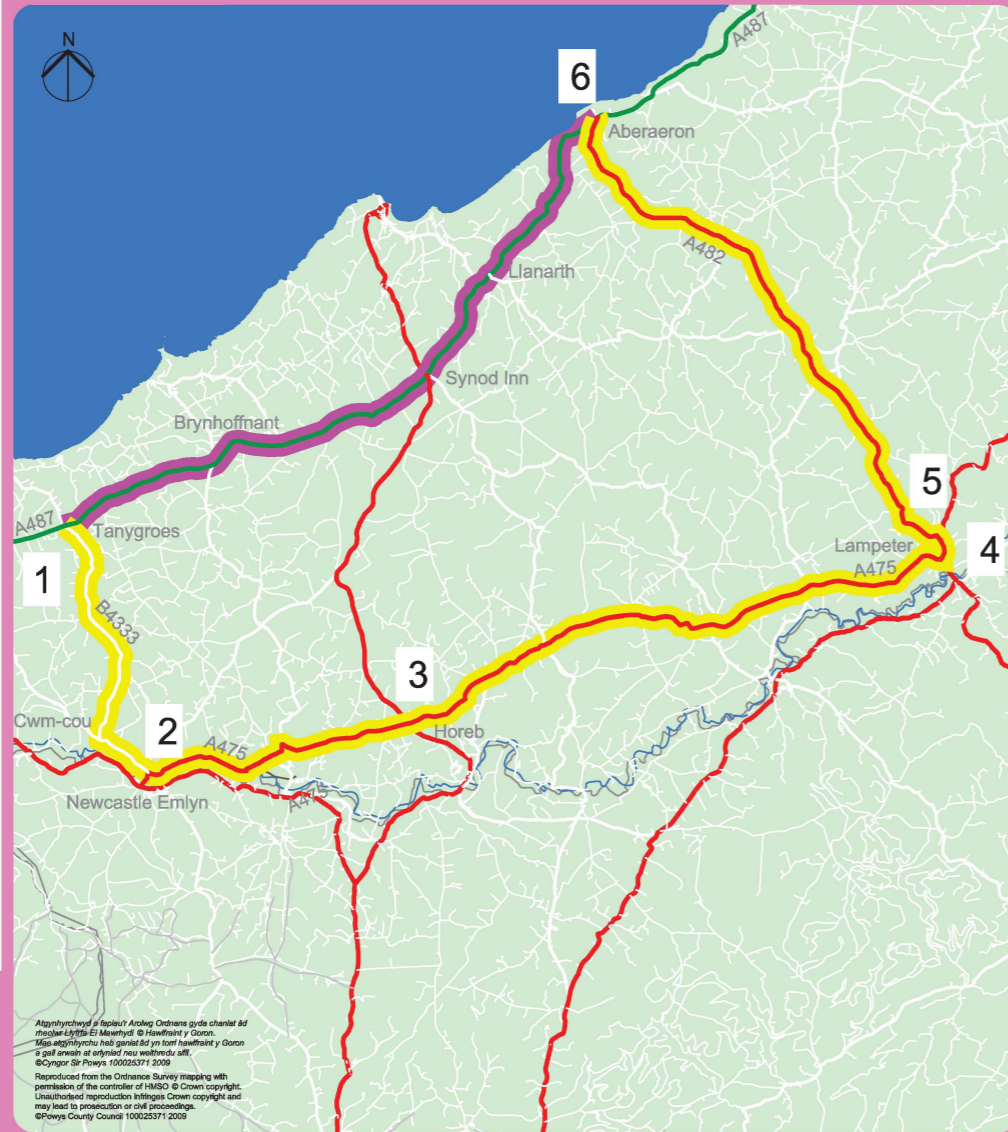 N
A487
6
Aberaeron
A482
Llanarth
Synod Inn
Brynhoffnant
5
A487
Tanygroes
Lampeter
4
A475
1
B4333
3
Cwm-cou
2
A475
Horeb
Newcastle Emlyn
A475
Atgynhyrchwyd o fapiau'r Arolwg Ordnans gyda chaniat âd
rheolwr Llyfrfa Ei Mawrhydi © Hawlfraint y Goron.
Mae atgynhyrchu heb ganiat âd yn torri hawlfraint y Goron
a gall arwain at erlyniad neu weithredu sifil.
©Cyngor Sir Powys 100025371 2009
Reproduced from the Ordnance Survey mapping with
permission of the controller of HMSO © Crown copyright.
Unauthorised reproduction infringes Crown copyright and
may lead to prosecution or civil proceedings.
©Powys County Council 100025371 2009